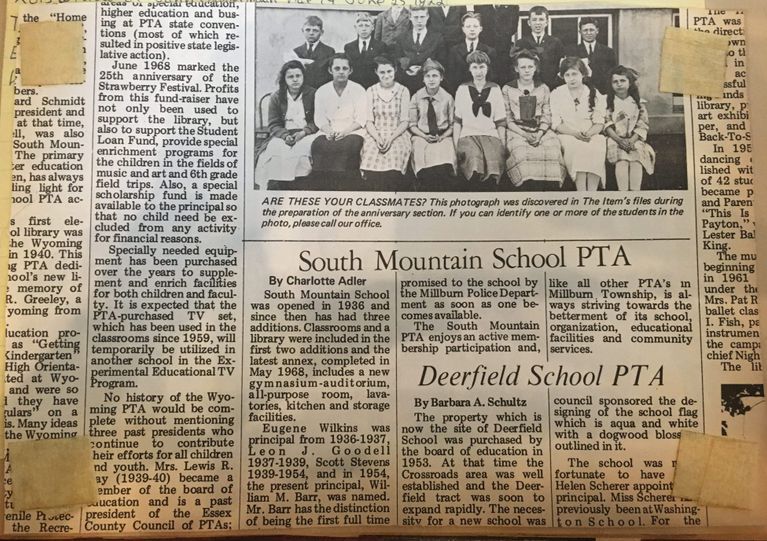 June 25 1972
the "Home
bers.
ard Schmidt
president and
at that time,
ll, was also
South Moun-
The primary
er education
en, has always
ling light for
ool PTA ac-
s first ele-
ol library was
he Wyoming
in 1940. This
g PTA dedi-
hool's new li-
e memory of
R. Greeley, a
yoming from
ucation pro-
as "Getting
Kindergarten"
High Orienta-
ted at Wyo-
and were so
they have
gulars" on a
is. Many ideas
the Wyoming
enile Protec-
the Recre-
areas of special education,
higher education and bus-
ing at PTA state conven-
tions (most of which re-
sulted in positive state legis-
lative action).
June 1968 marked the
25th anniversary of the
Strawberry Festival. Profits
from this fund-raiser have
not only been used to
support the library, but
also to support the Student
Loan Fund, provide special
enrichment programs for
the children in the fields of
music and art and 6th grade
field trips. Also, a special
scholarship fund is made
available to the principal so
that no child need be ex-
cluded from any activity
for financial reasons.
Specially needed equip-
ment has been purchased
over the years to supple-
ment and enrich facilities
for both children and facul-
ty. It is expected that the
PTA-purchased TV set,
which has been used in the
classrooms since 1959, will
temporarily be utilized in
another school in the Ex-
perimental Educational TV
Program.
No history of the Wyo-
ming PTA would be com-
plete without mentioning
three past presidents who
continue to contribute
their efforts for all children
and youth. Mrs. Lewis R.
ay (1939-40) became a
ember of the board of
education and is a past
president of the Essex
County Council of PTAs;
ARE THESE YOUR CLASSMATES? This photograph was discovered in The Item's files during
the preparation of the anniversary section. If you can identify one or more of the students in the
photo, please call our office.
South Mountain School PTA
By Charlotte Adler
South Mountain School
was opened in 1936 and
since then has had three
additions. Classrooms and a
library were included in the
first two additions and the
latest annex, completed in
May 1968, includes a new
gymnasium-auditorium,
all-purpose room, lava-
tories, kitchen and storage
facilities.
Eugene Wilkins was
principal from 1936-1937,
Leon J. Goodell
1937-1939, Scott Stevens
1939-1954, and in 1954,
the present principal, Wil-
liam M. Barr, was named.
Mr. Barr has the distinction
of being the first full time
promised to the school by
the Millburn Police Depart-
ment as soon as one be-
comes available.
The South Mountain
PTA enjoys an active mem-
bership participation and,
like all other PTA's in
Millburn Township, is al-
ways striving towards the
betterment of its school,
organization, educational
facilities and community
services.
Deerfield School PTA
By Barbara A. Schultz
The property which is
now the site of Deerfield
School was purchased by
the board of education in
1953. At that time the
Crossroads area was well
established and the Deer-
field tract was soon to
expand rapidly. The neces-
sity for a new school was
council sponsored the de-
signing of the school flag
which is aqua and white
with a dogwood blosso
outlined in it.
The school was
fortunate to have
Helen Scherer appoin
principal. Miss Scherer ha
previously been at Washing-
ton School. For the
PTA was
the direct
own
to th
in
ac
ssful
nds
library, p
art exhibi
per, and
Back-To-S
In 195
dancing
lished wit
of 42 stud
became p
and Paren
"This Is
Payton,"
Lester Bal
King.
The mu
beginning
in 1961
under the
Mrs. Pat R
ballet class
I. Fish, pa
instrumen
the camp
chief Nigh
The lit